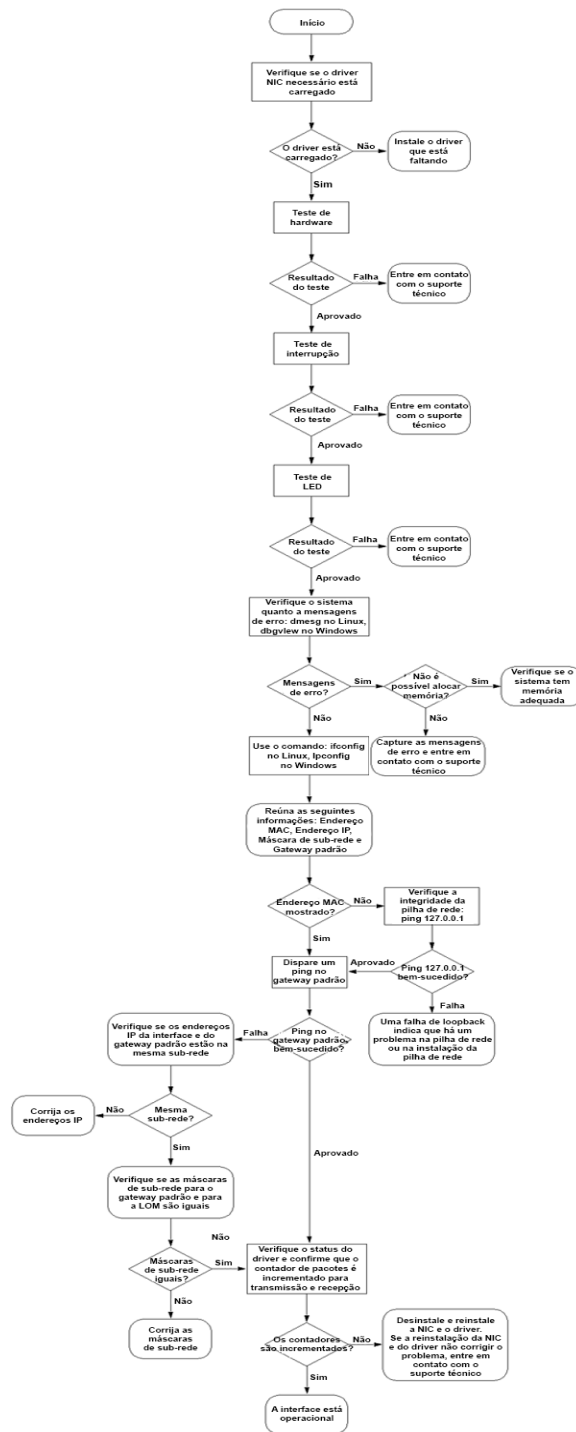 Início
Verifique se o driver
NIC necessário está
carregado
O driver está
carregado?
Não
Instale o driver
que está
faltando
Sim
Teste de
hardware
Resultado
do teste
Falha
Entre em contato
com o suporte
técnico
Aprovado
Teste de
interrupção
Resultado
do teste
Falha
Entre em contato
com o suporte
técnico
Aprovado
Teste de
LED
Resultado
do teste
Falha
Entre em contato
com o suporte
técnico
Aprovado
Verifique o sistema
quanto a mensagens
de erro: dmesg no Linux,
dbgvlew no Windows
Mensagens
de erro?
Sim
Não é
possível alocar
memória?
Sim
Verifique se o
sistema tem
memória
adequada
Não
Não
Use o comando: ifconfig
no Linux, Ipconfig
no Windows
Capture as mensagens
de erro e entre em
contato com o suporte
técnico
Reúna as seguintes
informações: Endereço
MAC, Endereço IP,
Máscara de sub-rede e
Gateway padrão
Endereço MAC
mostrado?
Não
Verifique a
integridade da
pilha de rede:
ping 127.0.0.1
Sim
Dispare um
ping no
gateway padrão
Aprovado
Ping 127.0.0.1
bem-sucedido?
Falha
Uma falha de loopback
indica que há um
problema na pilha de rede
ou na instalação da
pilha de rede
Ping no
gateway padrão,
bem-sucedido?
Falha
Verifique se os endereços
IP da interface e do
gateway padrão estão na
mesma sub-rede
Mesma
sub-rede?
Não
Corrija os
endereços IP
Sim
Aprovado
Verifique se as máscaras
de sub-rede para o
gateway padrão e para
a LOM são iguais
Não
Máscaras
de sub-rede
iguais?
Sim
Verifique o status do
driver e confirme que o
contador de pacotes é
incrementado para
transmissão e recepção
Não
Corrija as
máscaras
de sub-rede
Os contadores
são incrementados?
Não
Desinstale e reinstale
a NIC e o driver.
Se a reinstalação da NIC
e do driver não corrigir o
problema, entre em
contato com o
suporte técnico
Sim
A interface está
operacional